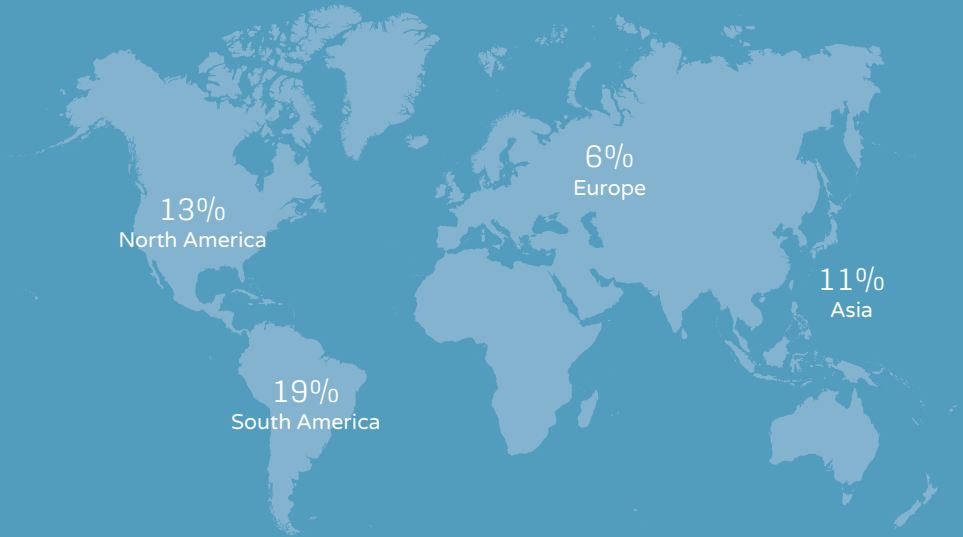 6%
Europe
13%
North America
11%
Asia
19%
South America